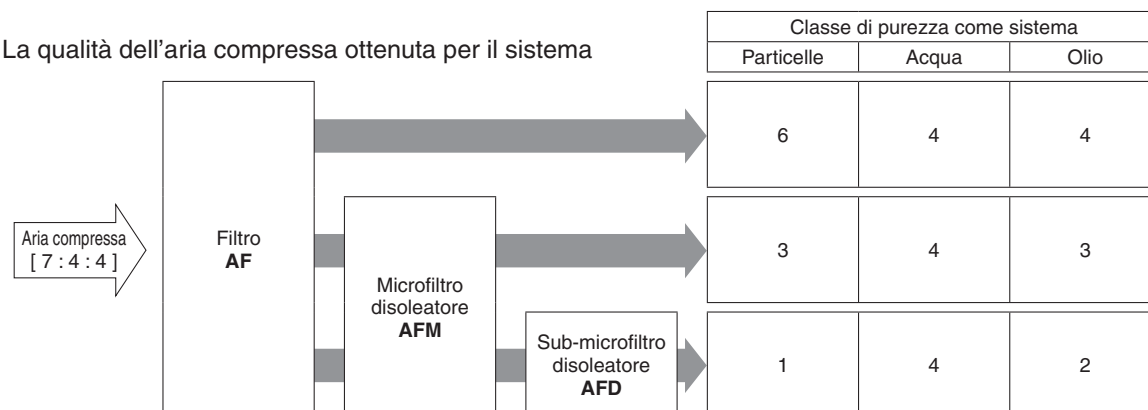 La qualità dell'aria compressa ottenuta per il sistema
Classe di purezza come sistema
Particelle Acqua Olio
6 4 4
Aria compressa
[ 7 : 4 : 4 ]
Filtro
AF
3 4 3
Microfiltro
disoleatore
AFM
Sub-microfiltro
disoleatore
AFD
1 4 2